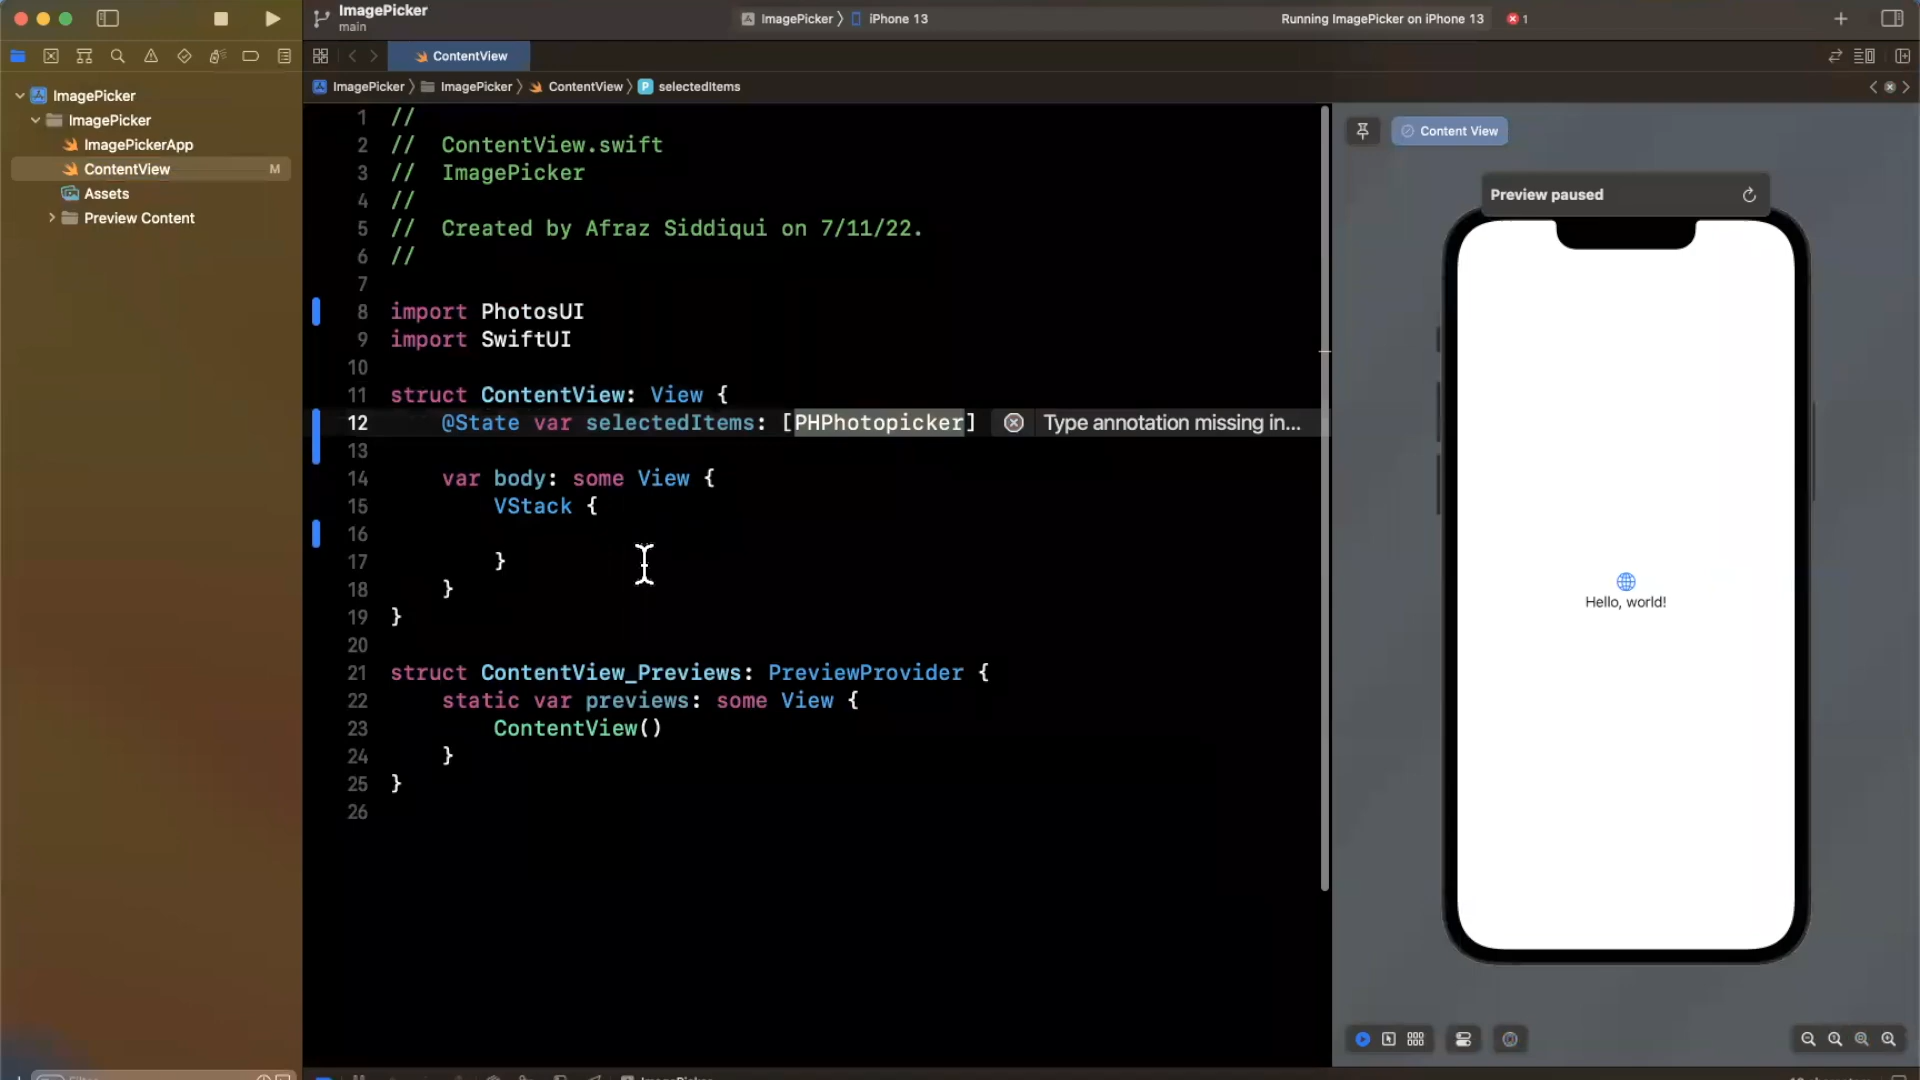 ImagePicker
main
ImagePicker
iPhone 13
Running ImagePicker on iPhone 13
1
ContentView
ImagePicker
ImagePicker
ContentView
P
selectedItems
ImagePicker
ImagePicker
ImagePickerApp
ContentView
M
Assets
Preview Content
1 //
2 // ContentView.swift
3 // ImagePicker
4 //
5 // Created by Afraz Siddiqui on 7/11/22.
6 //
7
8 import PhotosUI
9 import SwiftUI
10
11 struct ContentView: View {
12 @State var selectedItems: [PHPhotopicker] Type annotation missing in...
13
14 var body: some View {
15 VStack {
16
17 }
18 }
19 }
20
21 struct ContentView_Previews: PreviewProvider {
22 static var previews: some View {
23 ContentView()
24 }
25 }
26
Content View
Preview paused
Hello, world!